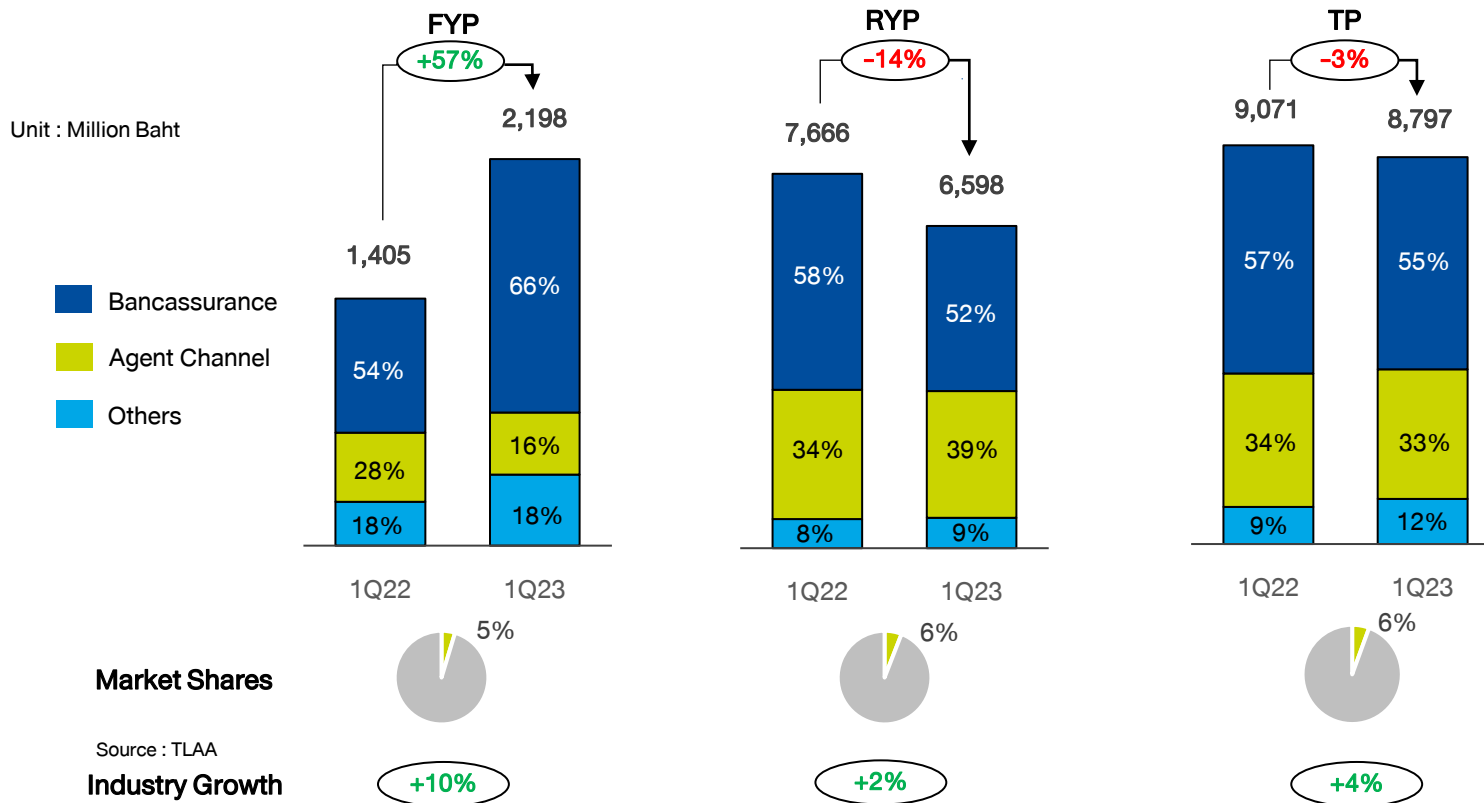 FYP
+57%
1,405
2,198
RYP
-14%
7,666
6,598
TP
-3%
9,071
8,797
Unit : Million Baht
Bancassurance
Agent Channel
Others
54%
28%
18%
66%
16%
18%
58%
34%
8%
52%
39%
9%
57%
34%
9%
55%
33%
12%
1Q22
1Q23
1Q22
1Q23
1Q22
1Q23
Market Shares
5%
6%
6%
Source : TLAA
Industry Growth
+10%
+2%
+4%